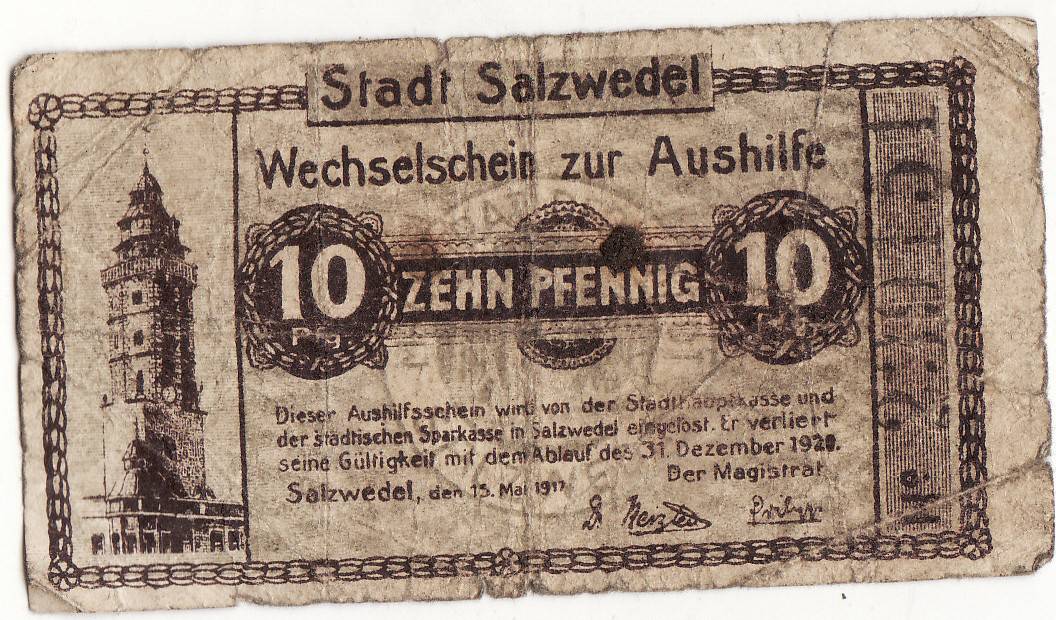 Stadt Salzwedel
Wechselschein zur Aushilfe
10 ZEHN PFENNIG 10
Pfg Pfg
Dieser Aushilfsschein wird von der Stadthauptkasse und
der städtischen Sparkasse in Salzwedel eingelöst. Er verliert
seine Gültigkeit mit dem Ablauf des 31. Dezember 1920.
Der Magistrat
Salzwedel, den 15. Mai 1917